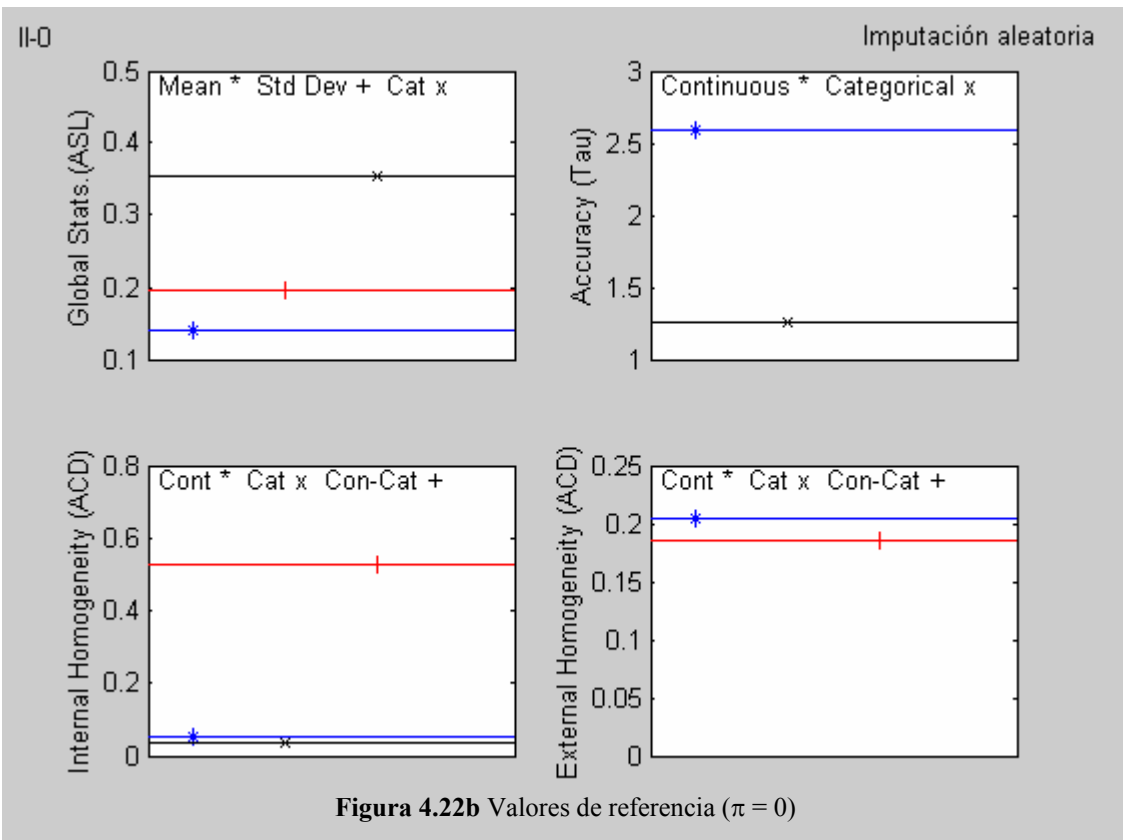 II-0
Imputación aleatoria
Mean * Std Dev + Cat x
Global Stats.(ASL)
0.5
0.4
0.3
0.2
0.1
Continuous * Categorical x
Accuracy (Tau)
3
2.5
2
1.5
1
Cont * Cat x Con-Cat +
Internal Homogeneity (ACD)
0.8
0.6
0.4
0.2
0
Cont * Cat x Con-Cat +
External Homogeneity (ACD)
0.25
0.2
0.15
0.1
0.05
0
Figura 4.22b Valores de referencia (π = 0)